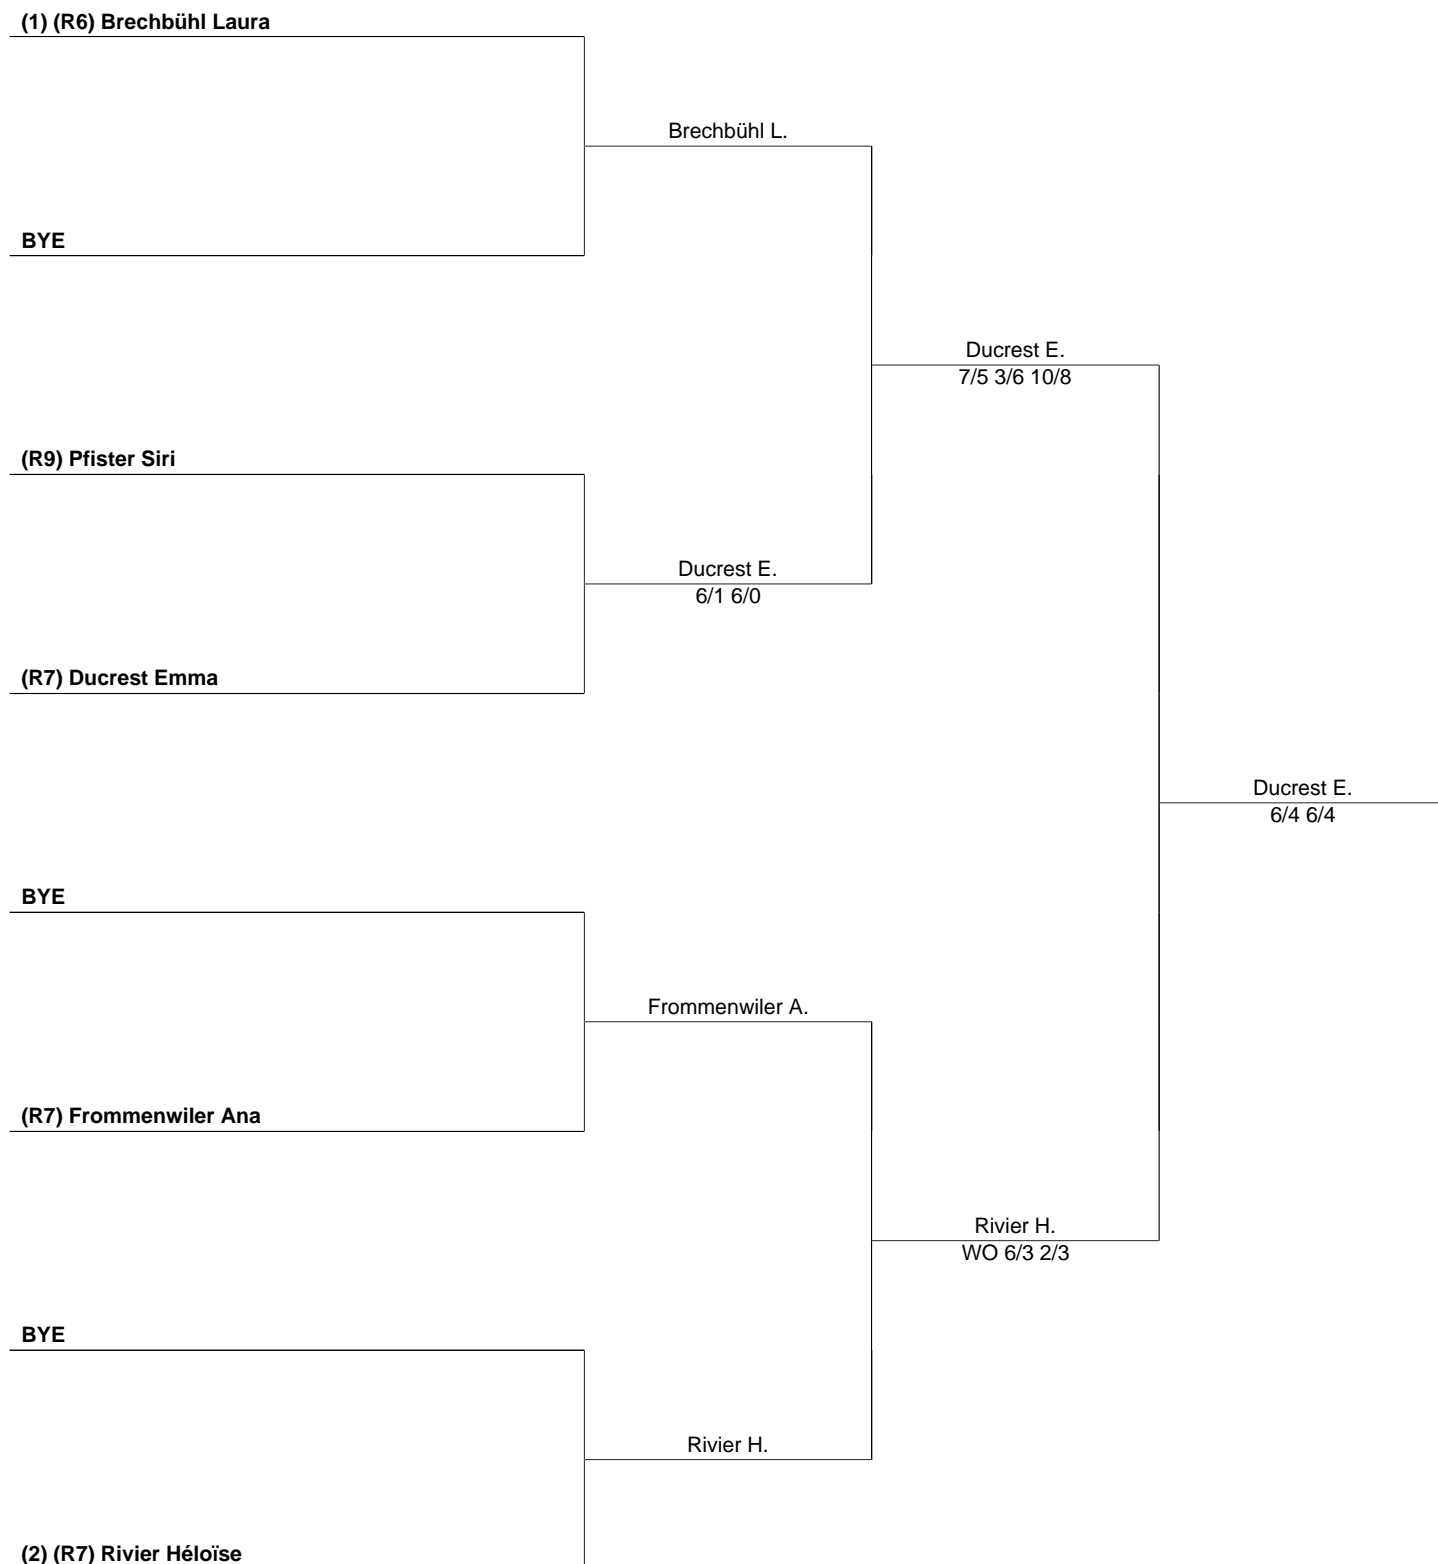 (1) (R6) Brechbühl Laura
Brechbühl L.
BYE
Ducrest E.
7/5 3/6 10/8
(R9) Pfister Siri
Ducrest E.
6/1 6/0
(R7) Ducrest Emma
Ducrest E.
6/4 6/4
BYE
Frommenwiler A.
(R7) Frommenwiler Ana
Rivier H.
WO 6/3 2/3
BYE
Rivier H.
(2) (R7) Rivier Héloïse